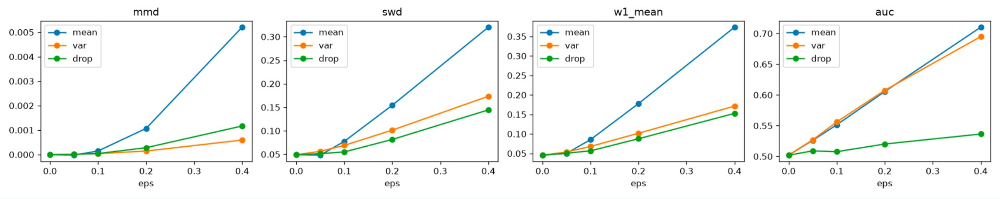 mmd
mean
var
drop
0.005
0.004
0.003
0.002
0.001
0.000
0.0 0.1 0.2 0.3 0.4
eps
swd
mean
var
drop
0.30
0.25
0.20
0.15
0.10
0.05
0.0 0.1 0.2 0.3 0.4
eps
w1_mean
mean
var
drop
0.35
0.30
0.25
0.20
0.15
0.10
0.05
0.0 0.1 0.2 0.3 0.4
eps
auc
mean
var
drop
0.70
0.65
0.60
0.55
0.50
0.0 0.1 0.2 0.3 0.4
eps